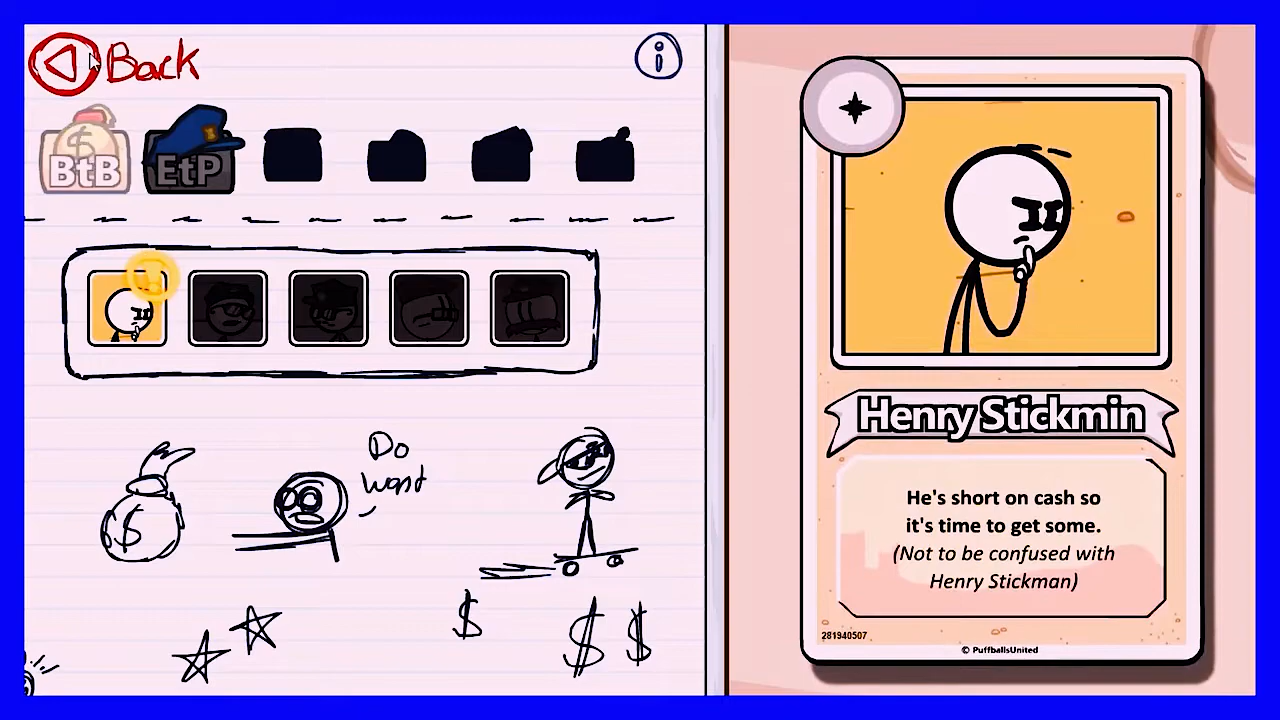 Back
BtB
EtP
Do
want
$
$
$ $
Henry Stickmin
He's short on cash so
it's time to get some.
(Not to be confused with
Henry Stickman)
281940507
© PuffballsUnited